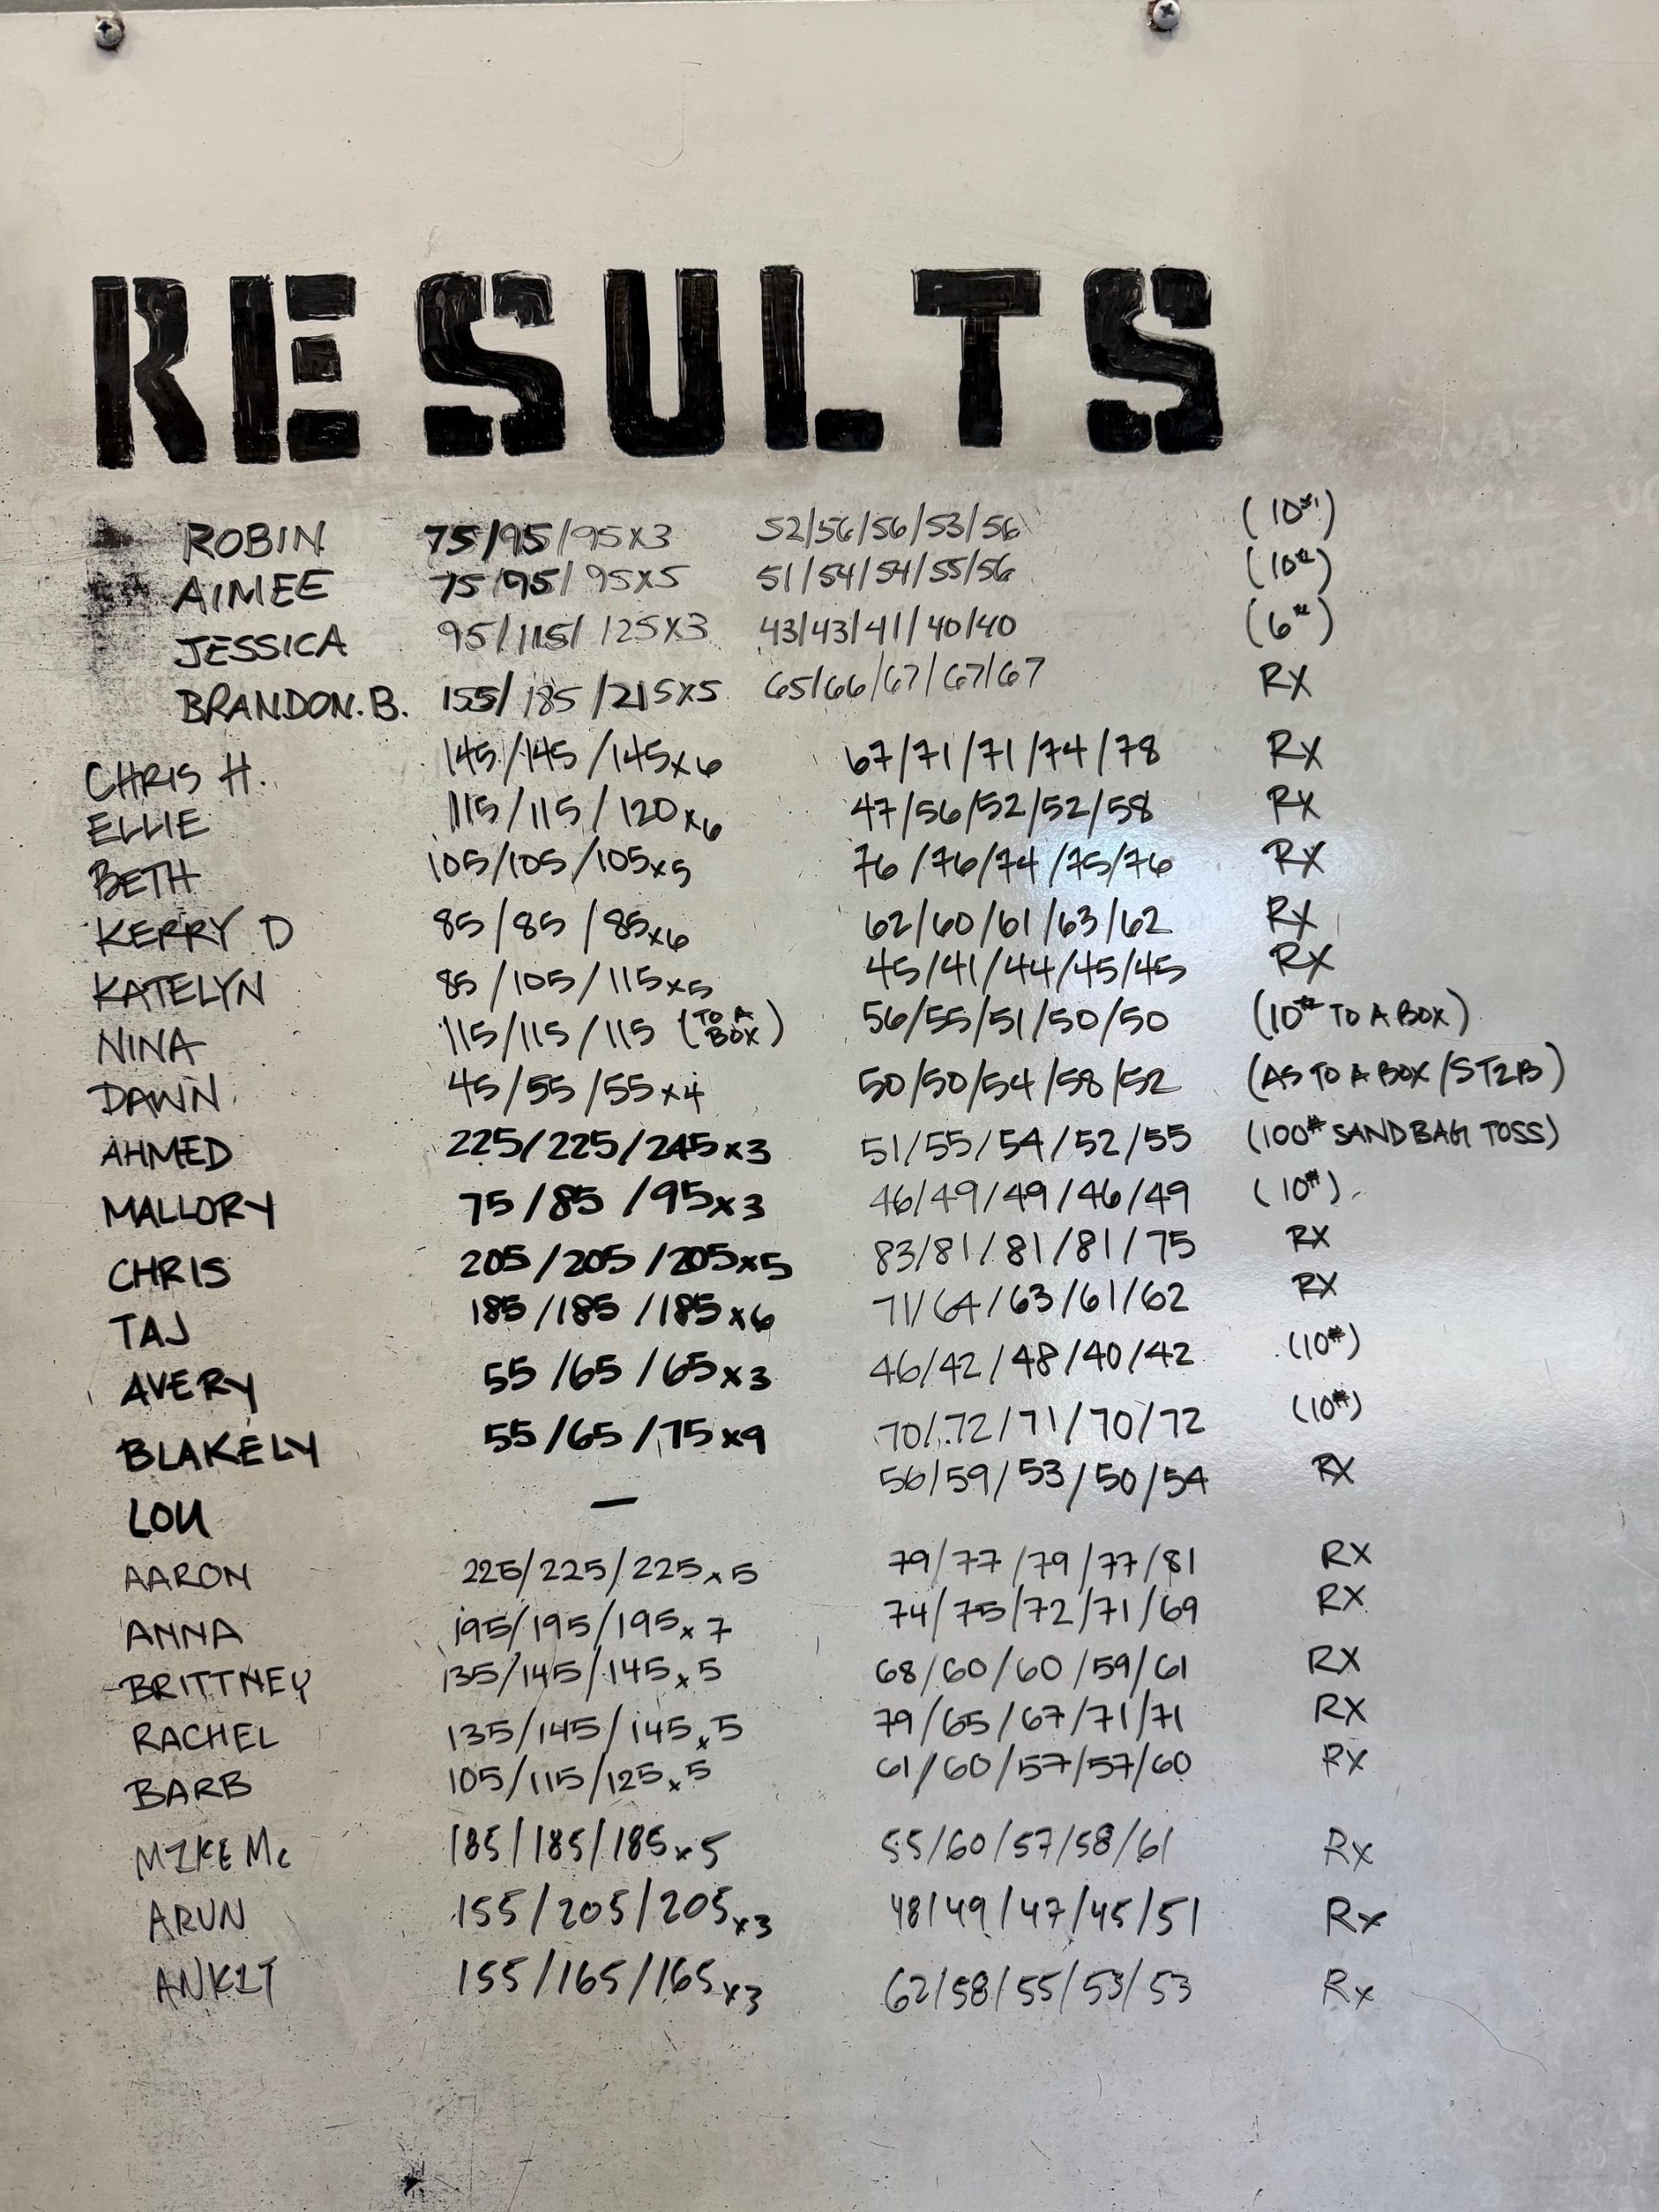 RESULTS
ROBIN 75/95/95x3 52/56/56/53/56 (10#)
AIMEE 75/95/95x5 51/54/54/55/56 (10#)
JESSICA 95/115/125x3 43/43/41/40/40 (6#)
BRANDON.B. 155/185/215x5 65/66/67/67/67 RX
CHRIS H. 145/145/145x6 67/71/71/74/78 RX
ELLIE 115/115/120x6 47/56/52/52/58 RX
BETH 105/105/105x5 76/76/74/75/76 RX
KERRY D 85/85/85x6 62/60/61/63/62 RX
KATELYN 85/105/115x5 45/41/44/45/45 RX
NINA 115/115/115 (TO A BOX) 56/55/51/50/50 (10# TO A BOX)
DAWN 45/55/55x4 50/50/54/58/52 (AS TO A BOX/ST2B)
AHMED 225/225/245x3 51/55/54/52/55 (100# SANDBAG TOSS)
MALLORY 75/85/95x3 46/49/49/46/49 (10#)
CHRIS 205/205/205x5 83/81/81/81/75 RX
TAJ 185/185/185x6 71/64/63/61/62 RX
AVERY 55/65/65x3 46/42/48/40/42 (10#)
BLAKELY 55/65/75x9 70/72/71/70/72 (10#)
LOU — 56/59/53/50/54 RX
AARON 225/225/225x5 79/77/79/77/81 RX
ANNA 195/195/195x7 74/75/72/71/69 RX
BRITTNEY 135/145/145x5 68/60/60/59/61 RX
RACHEL 135/145/145x5 79/65/67/71/71 RX
BARB 105/115/125x5 61/60/57/57/60 RX
MIKE Mc 185/185/185x5 55/60/57/58/61 Rx
ARUN 155/205/205x3 48/49/47/45/51 Rx
ANKIT 155/165/165x3 62/58/55/53/53 Rx